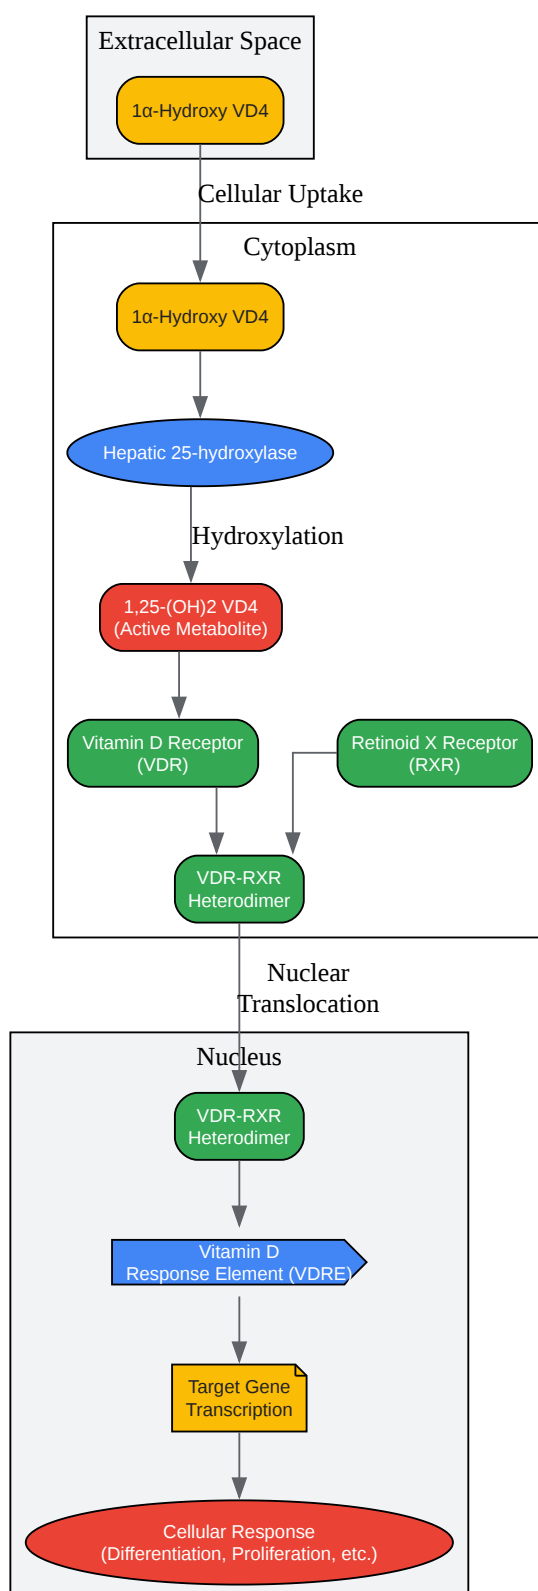 Extracellular Space
1α-Hydroxy VD4
Cellular Uptake
Cytoplasm
1α-Hydroxy VD4
Hepatic 25-hydroxylase
Hydroxylation
1,25-(OH)2 VD4
(Active Metabolite)
Vitamin D Receptor
(VDR)
Retinoid X Receptor
(RXR)
VDR-RXR
Heterodimer
Nuclear
Translocation
Nucleus
VDR-RXR
Heterodimer
Vitamin D
Response Element (VDRE)
Target Gene
Transcription
Cellular Response
(Differentiation, Proliferation, etc.)